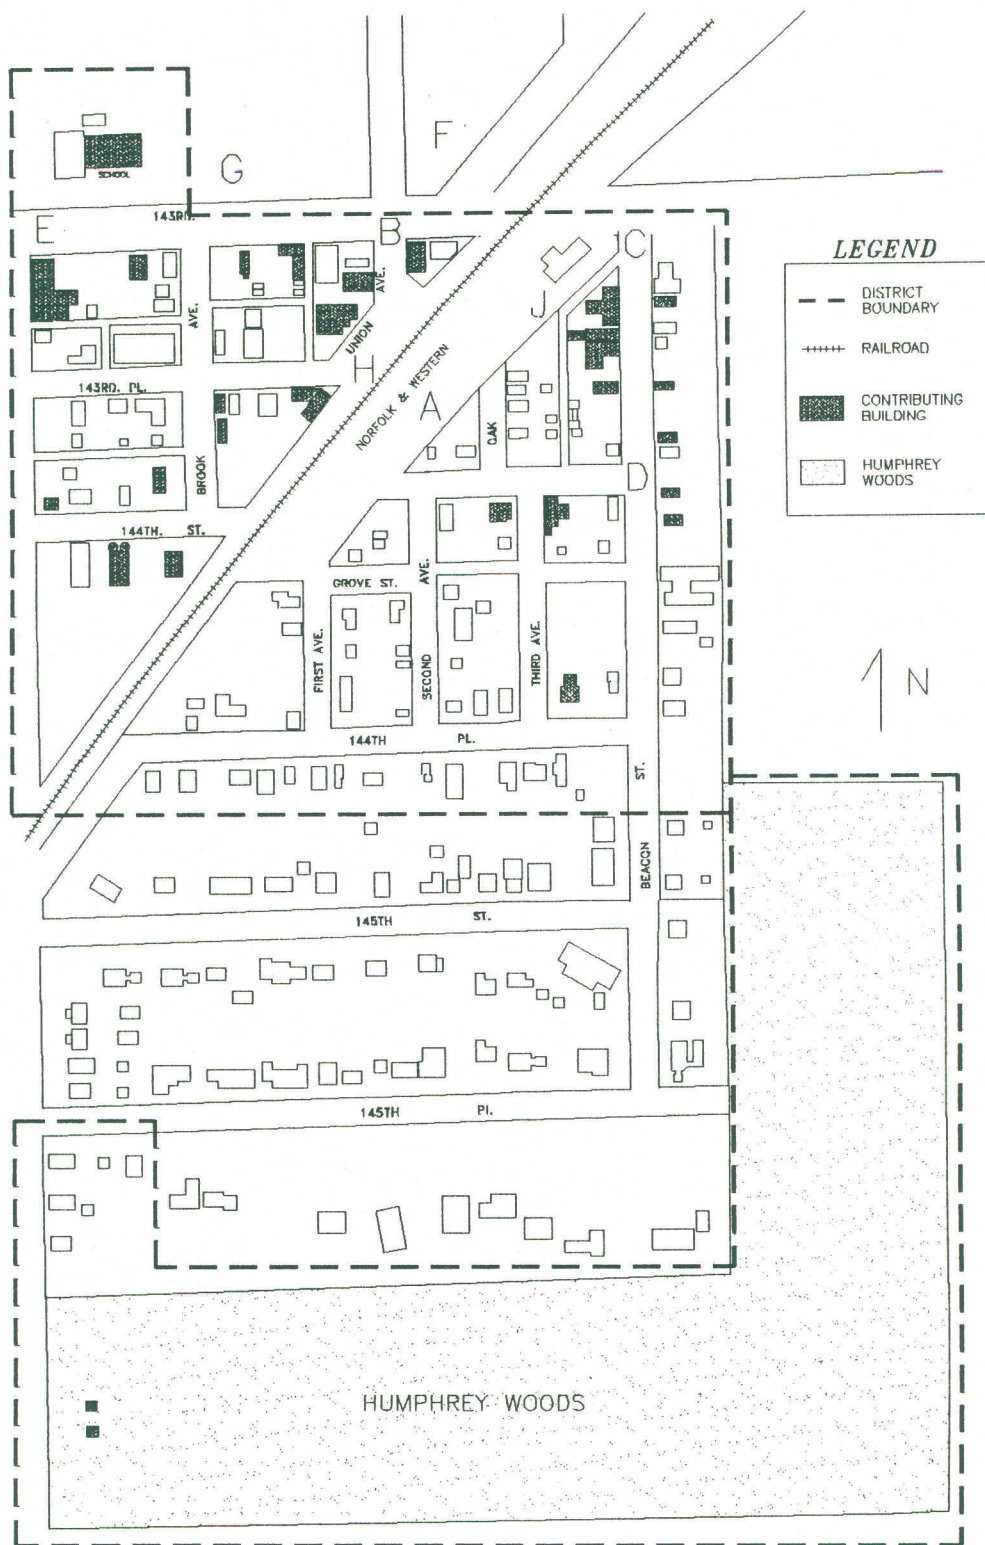 F
G
SCHOOL
143RD.
E
B
C
LEGEND
DISTRICT
BOUNDARY
RAILROAD
CONTRIBUTING
BUILDING
HUMPHREY
WOODS
AVE.
AVE.
UNION
J
H
NORFOLK & WESTERN
143RD. PL.
A
OAK
BROOK
D
144TH. ST.
GROVE ST.
AVE.
FIRST AVE.
SECOND
THIRD AVE.
N
144TH PL.
ST.
BEACON
145TH ST.
145TH Pl.
HUMPHREY WOODS